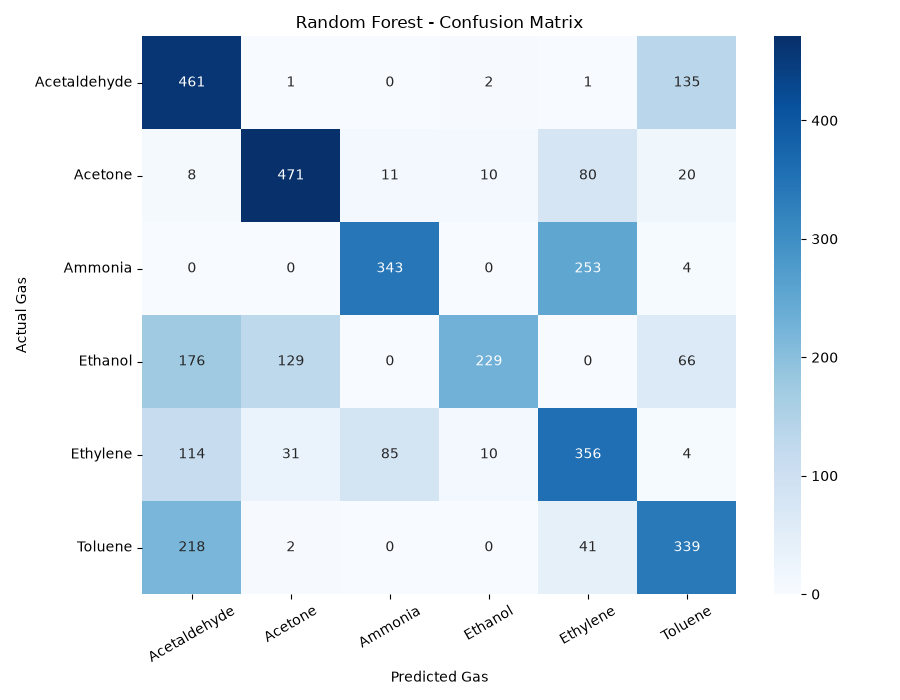 Random Forest - Confusion Matrix
Acetaldehyde 461 1 0 2 1 135
Acetone 8 471 11 10 80 20
Ammonia 0 0 343 0 253 4
Ethanol 176 129 0 229 0 66
Ethylene 114 31 85 10 356 4
Toluene 218 2 0 0 41 339
Actual Gas
Acetaldehyde Acetone Ammonia Ethanol Ethylene Toluene
Predicted Gas
400
300
200
100
0